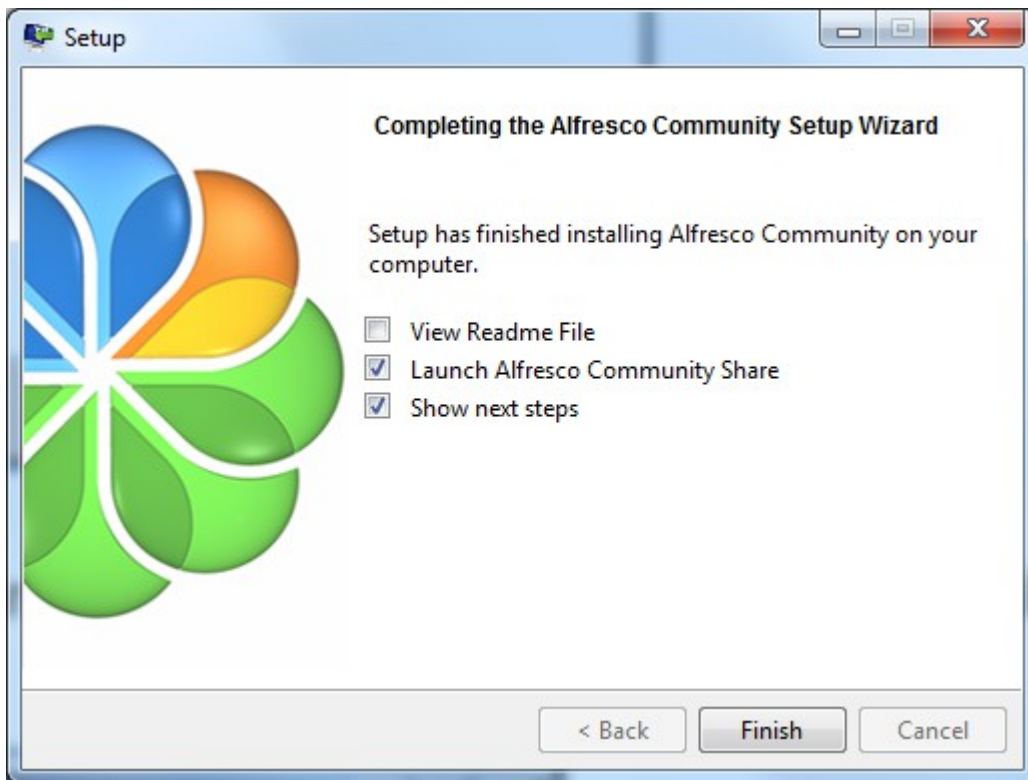 Setup
Completing the Alfresco Community Setup Wizard
Setup has finished installing Alfresco Community on your
computer.
View Readme File
Launch Alfresco Community Share
Show next steps
< Back Finish Cancel